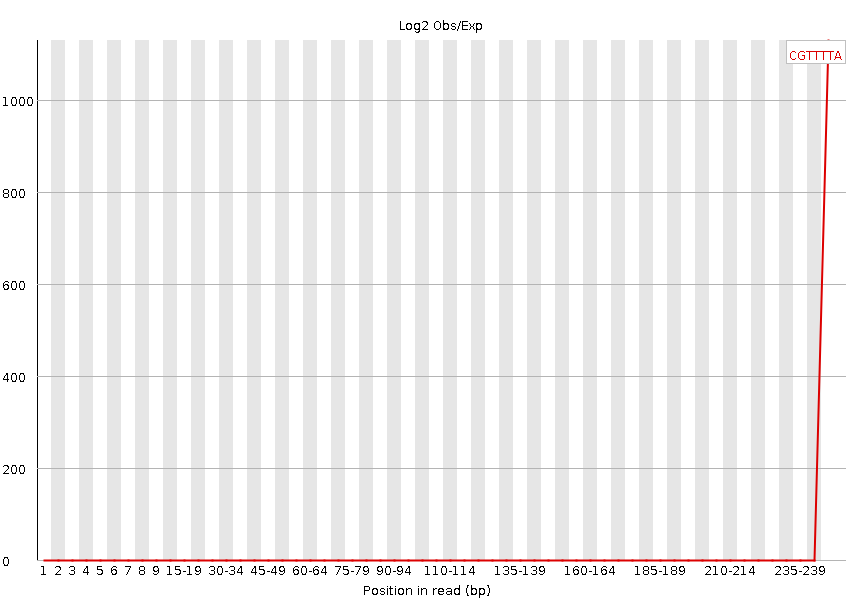 Log2 Obs/Exp
CGTTTTA
1000
800
600
400
200
0
1 2 3 4 5 6 7 8 9 15-19 30-34 45-49 60-64 75-79 90-94 110-114 135-139 160-164 185-189 210-214 235-239
Position in read (bp)